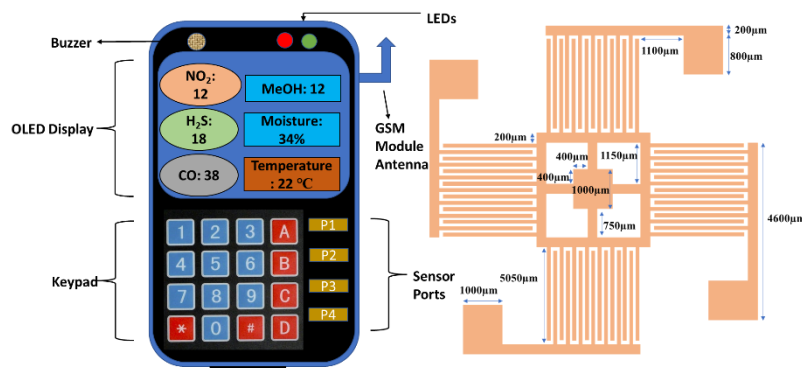 LEDs
Buzzer
NO₂:
12
MeOH: 12
OLED Display
H₂S:
18
Moisture:
34%
CO: 38
Temperature
: 22 °C
GSM
Module
Antenna
Keypad
1 2 3 A
4 5 6 B
7 8 9 C
* 0 # D
P1
P2
P3
P4
Sensor
Ports
200µm
800µm
1100µm
200µm
400µm
1150µm
400µm
1000µm
750µm
4600µm
5050µm
1000µm